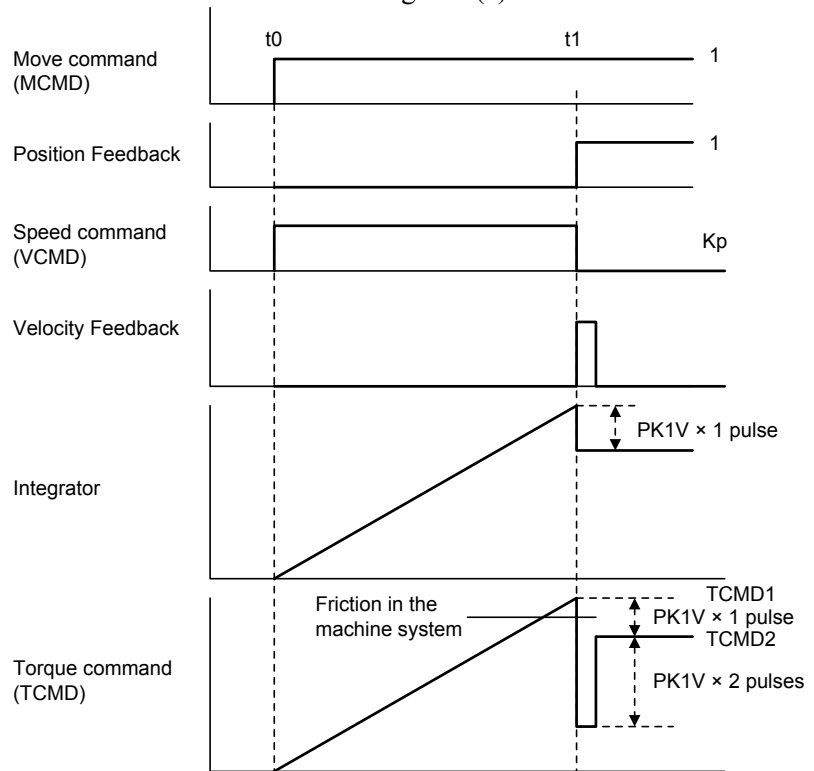 t0
t1
Move command
(MCMD)
1
Position Feedback
1
Speed command
(VCMD)
Kp
Velocity Feedback
PK1V × 1 pulse
Integrator
TCMD1
Friction in the
machine system
PK1V × 1 pulse
TCMD2
Torque command
(TCMD)
PK1V × 2 pulses